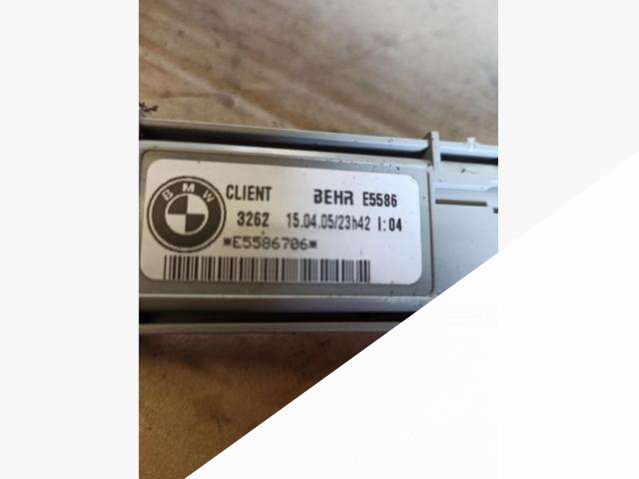 BMW
CLIENT BEHR E5586
3262 15.04.05/23h42 I:04
*E5586706*